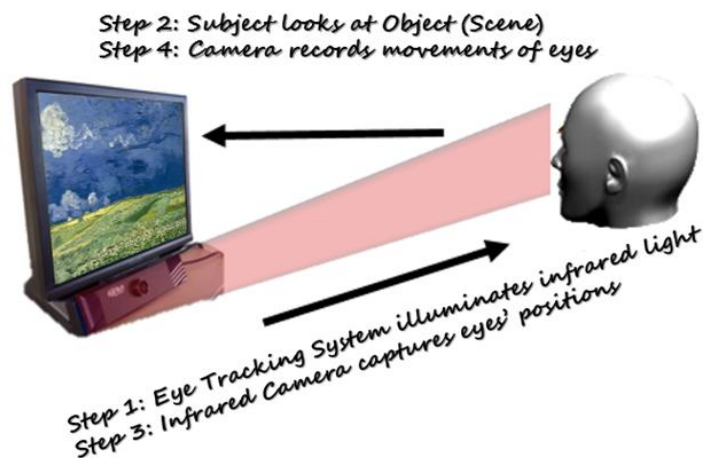 Step 2: Subject looks at Object (Scene)
Step 4: Camera records movements of eyes
Step 1: Eye Tracking System illuminates infrared light
Step 3: Infrared Camera captures eyes' positions